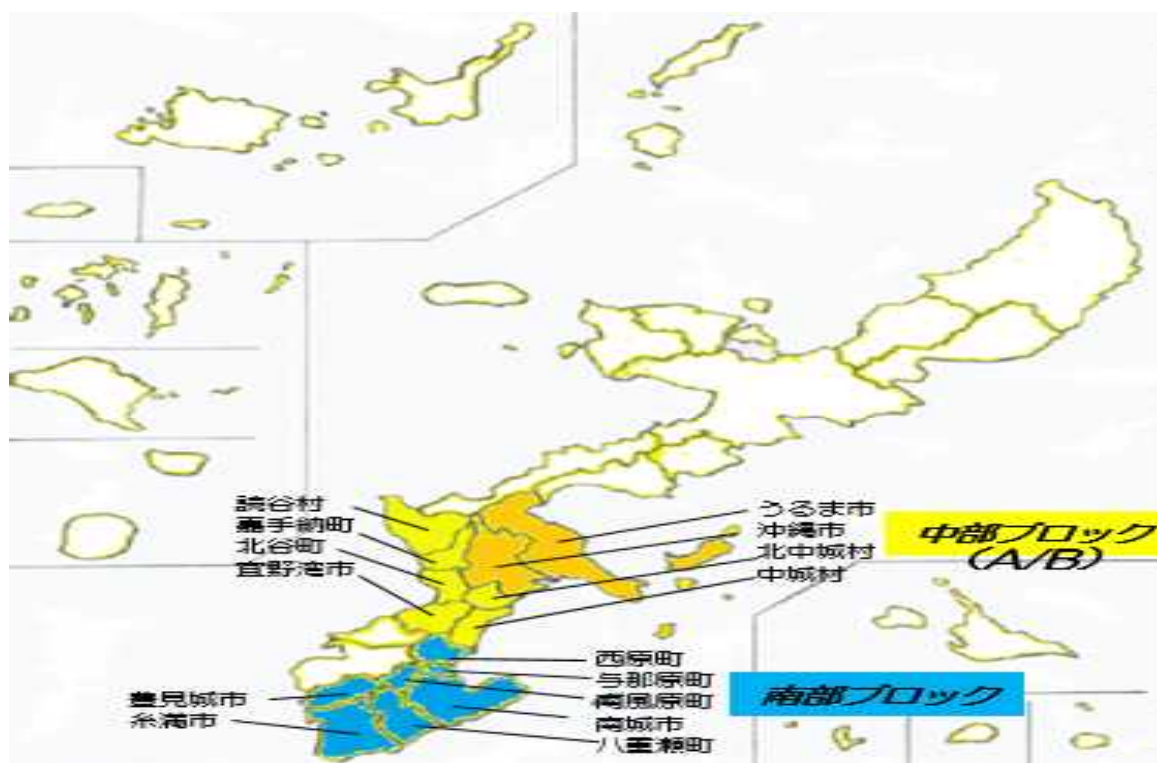 読谷村
嘉手納町
北谷町
宜野湾市
うるま市
沖縄市
北中城村
中城村
中部ブロック
(A/B)
西原町
与那原町
南風原町
南城市
八重瀬町
豊見城市
糸満市
南部ブロック